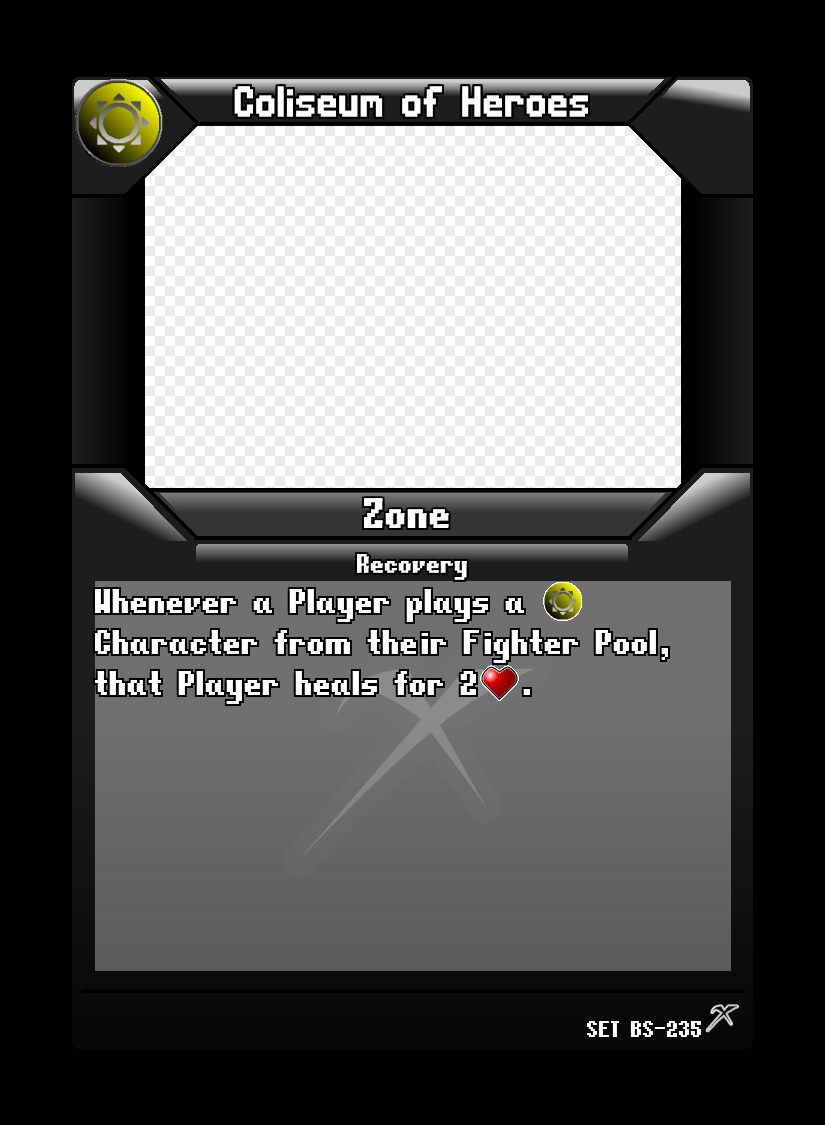 Coliseum of Heroes
Zone
Recovery
Whenever a Player plays a
Character from their Fighter Pool,
that Player heals for 2.
SET BS-235